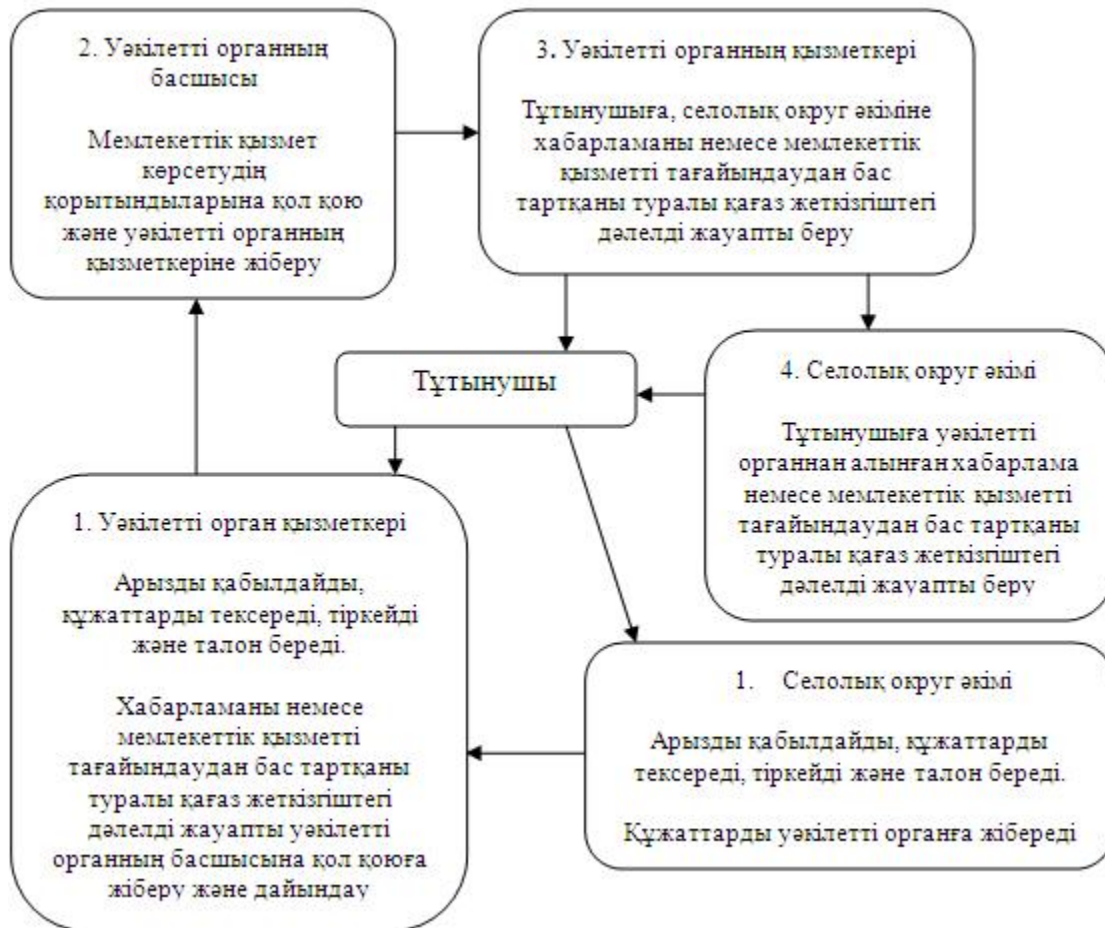 2. Уәкілетті органның
басшысы
Мемлекеттік қызмет
көрсетудің
қорытындыларына қол қою
және уәкілетті органның
қызметкеріне жіберу
3. Уәкілетті органның қызметкері
Тұтынушыға, селолық округ әкіміне
хабарламаны немесе мемлекеттік
қызметті тағайындаудан бас
тартқаны туралы қағаз жеткізгіштегі
дәлелді жауапты беру
Тұтынушы
4. Селолық округ әкімі
Тұтынушыға уәкілетті
органнан алынған хабарлама
немесе мемлекеттік қызметті
тағайындаудан бас тартқаны
туралы қағаз жеткізгіштегі
дәлелді жауапты беру
1. Уәкілетті орган қызметкері
Арызды қабылдайды,
құжаттарды тексереді, тіркейді
және талон береді.
Хабарламаны немесе
мемлекеттік қызметті
тағайындаудан бас тартқаны
туралы қағаз жеткізгіштегі
дәлелді жауапты уәкілетті
органның басшысына қол қоюға
жіберу және дайындау
1. Селолық округ әкімі
Арызды қабылдайды, құжаттарды
тексереді, тіркейді және талон береді.
Құжаттарды уәкілетті органға жібереді